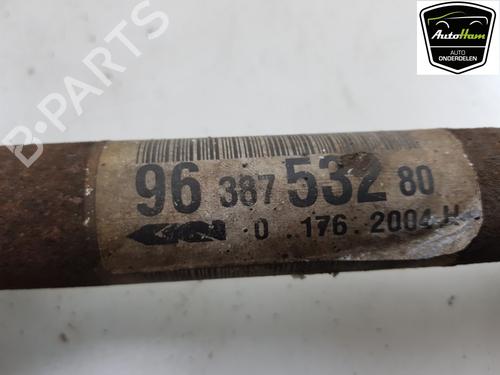 AutoHam
AUTO
ONDERDELEN
B-PARTS
96 387 532 80
0 . 176 . 2004 H